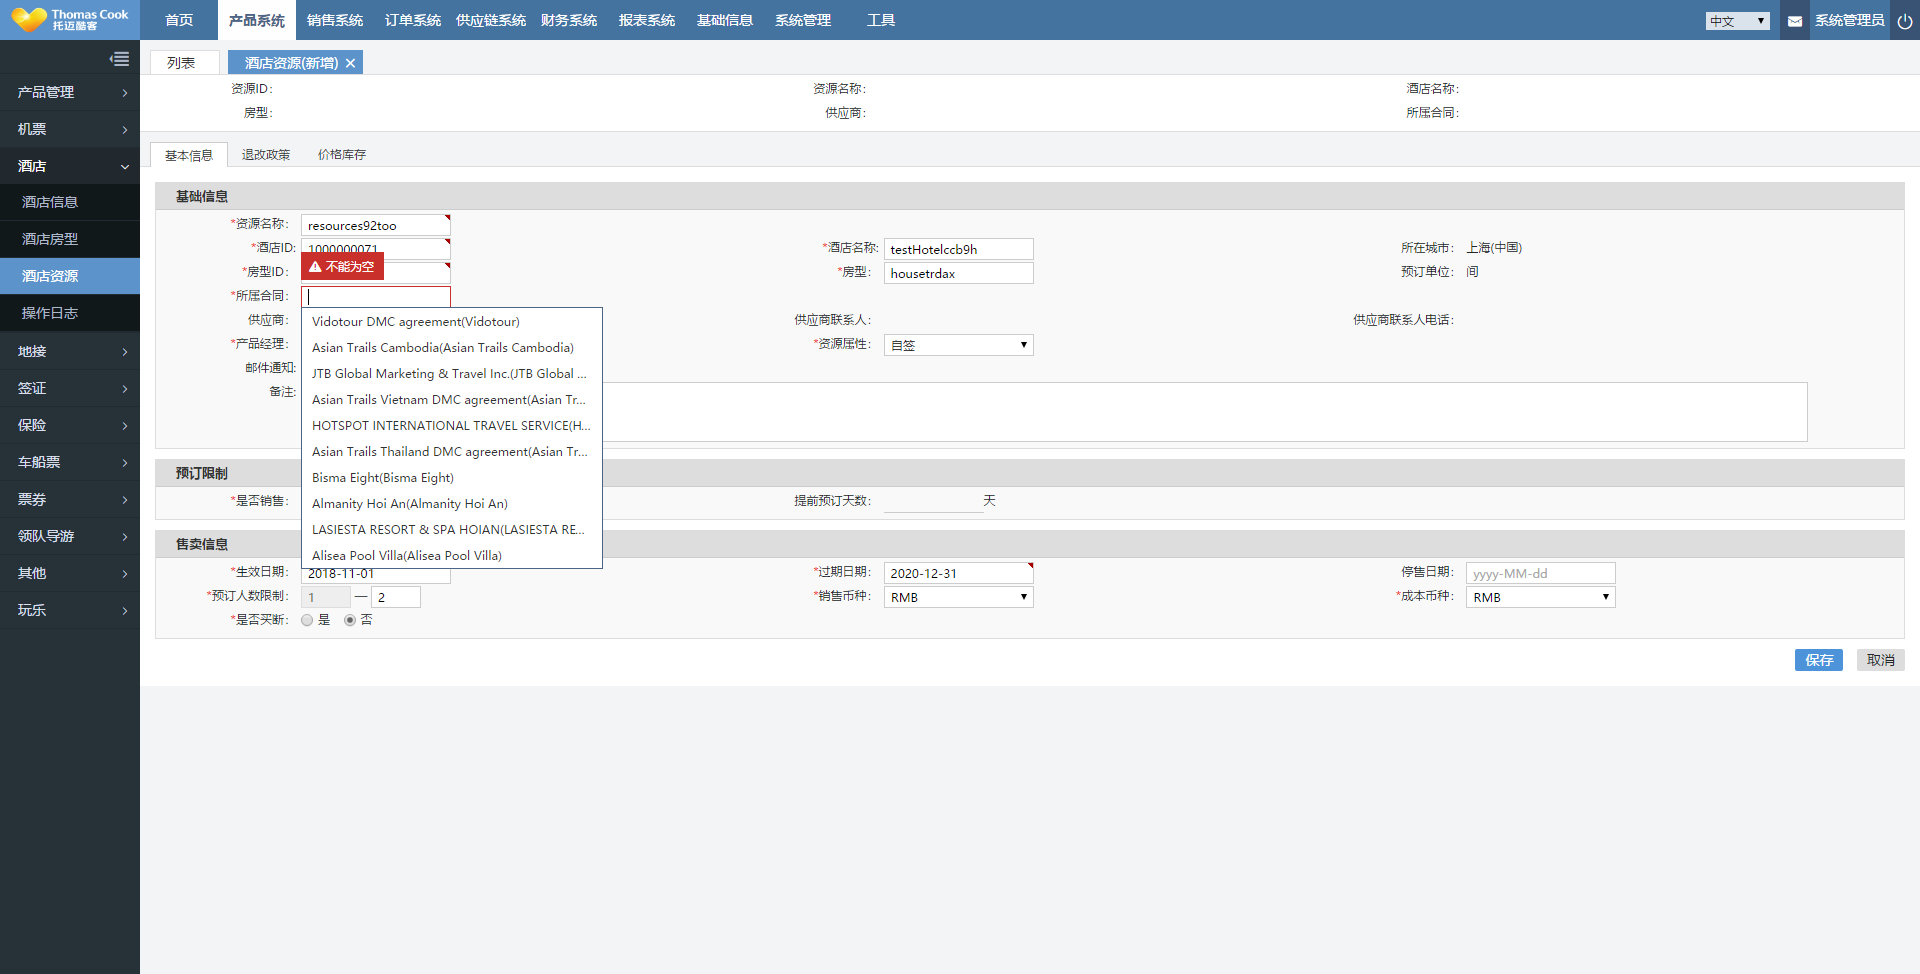 Thomas Cook
托迈酷客
首页 产品系统 销售系统 订单系统 供应链系统 财务系统 报表系统 基础信息 系统管理 工具
中文 系统管理员
产品管理
机票
酒店
酒店信息
酒店房型
酒店资源
操作日志
地接
签证
保险
车船票
票券
领队导游
其他
玩乐
列表 酒店资源(新增)
资源ID: 资源名称: 酒店名称:
房型: 供应商: 所属合同:
基本信息 退改政策 价格库存
基础信息
*资源名称: resources92too
*酒店ID: 1000000071 *酒店名称: testHotelccb9h 所在城市: 上海(中国)
不能为空
*房型ID: *房型: housetrdax 预订单位: 间
*所属合同:
供应商: 供应商联系人: 供应商联系人电话:
*产品经理: *资源属性: 自签
邮件通知:
备注:
Vidotour DMC agreement(Vidotour)
Asian Trails Cambodia(Asian Trails Cambodia)
JTB Global Marketing & Travel Inc.(JTB Global ...
Asian Trails Vietnam DMC agreement(Asian Tr...
HOTSPOT INTERNATIONAL TRAVEL SERVICE(H...
Asian Trails Thailand DMC agreement(Asian Tr...
Bisma Eight(Bisma Eight)
Almanity Hoi An(Almanity Hoi An)
LASIESTA RESORT & SPA HOIAN(LASIESTA RE...
Alisea Pool Villa(Alisea Pool Villa)
预订限制
*是否销售: 提前预订天数: 天
售卖信息
*生效日期: 2018-11-01 *过期日期: 2020-12-31 停售日期: yyyy-MM-dd
*预订人数限制: 1 — 2 *销售币种: RMB *成本币种: RMB
*是否买断: 是 否
保存 取消